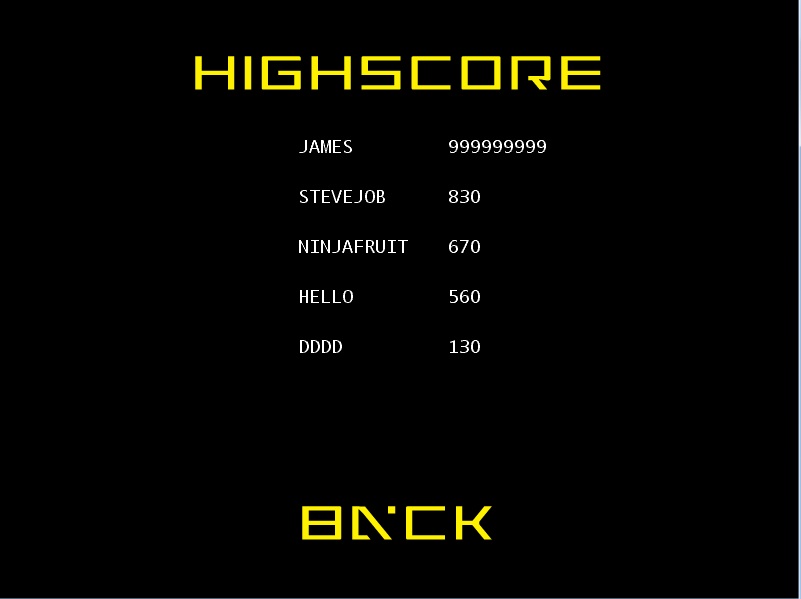 HIGHSCORE
JAMES 999999999
STEVEJOB 830
NINJAFRUIT 670
HELLO 560
DDDD 130
BACK